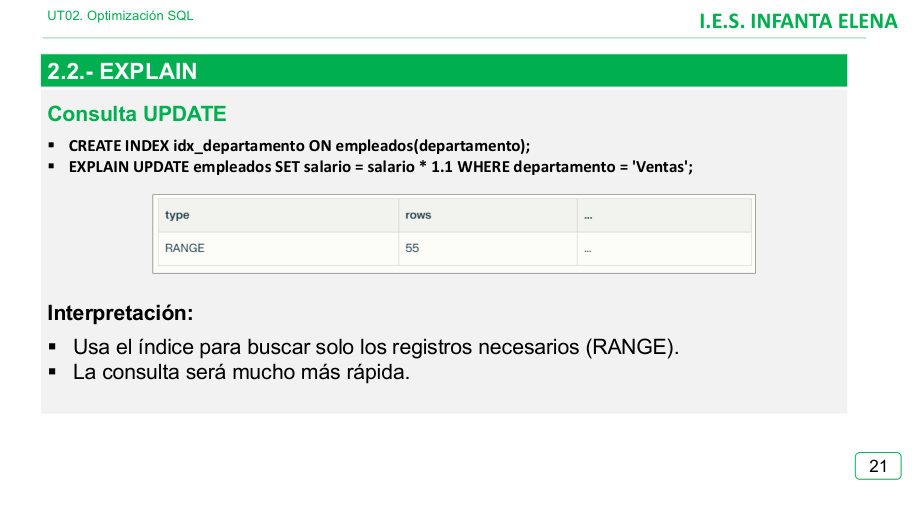 UT02. Optimización SQL
I.E.S. INFANTA ELENA
2.2.- EXPLAIN
Consulta UPDATE
▪ CREATE INDEX idx_departamento ON empleados(departamento);
▪ EXPLAIN UPDATE empleados SET salario = salario * 1.1 WHERE departamento = 'Ventas';
type rows ...
RANGE 55 ...
Interpretación:
▪ Usa el índice para buscar solo los registros necesarios (RANGE).
▪ La consulta será mucho más rápida.
21